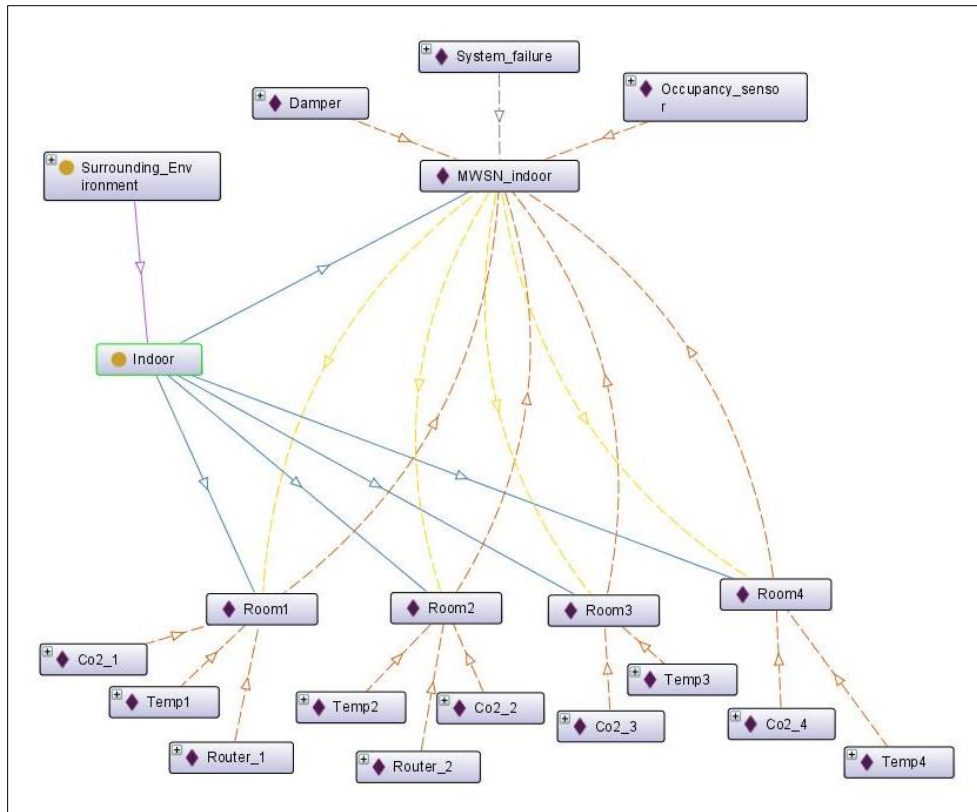 System_failure
Damper
Occupancy_senso
r
Surrounding_Env
ironment
MWSN_indoor
Indoor
Room1
Room2
Room3
Room4
Co2_1
Temp1
Router_1
Temp2
Co2_2
Router_2
Temp3
Co2_3
Co2_4
Temp4